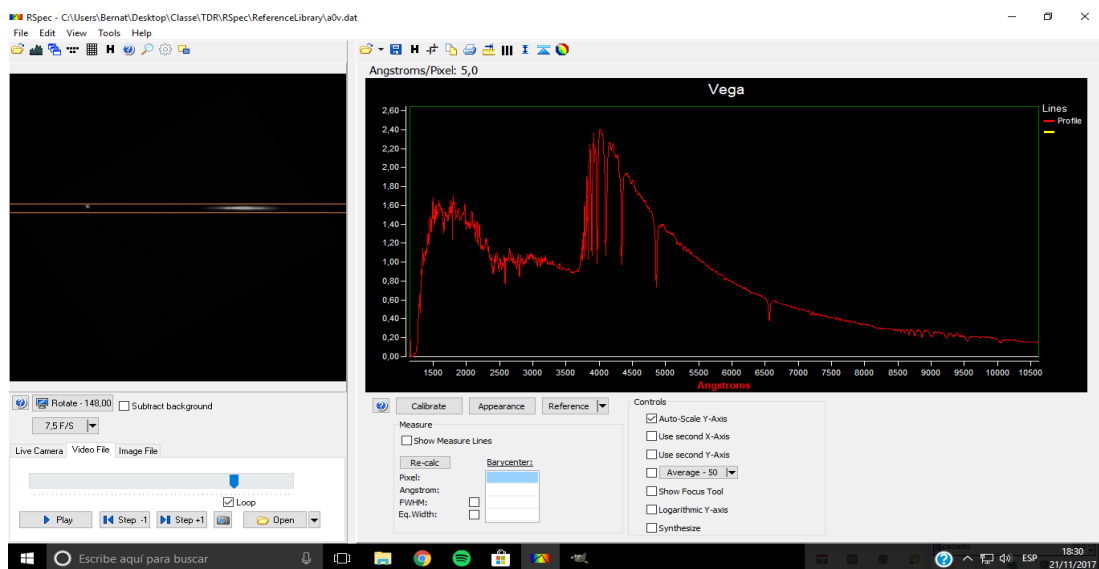 RSpec - C:\Users\Bernat\Desktop\Classe\TDR\RSpec\ReferenceLibrary\a0v.dat
File Edit View Tools Help
Angstroms/Pixel: 5,0
Vega
Lines
Profile
2,60
2,40
2,20
2,00
1,80
1,60
1,40
1,20
1,00
0,80
0,60
0,40
0,20
0,00
1500 2000 2500 3000 3500 4000 4500 5000 5500 6000 6500 7000 7500 8000 8500 9000 9500 10000 10500
Angstroms
Rotate - 148,00
Subtract background
7,5 F/S
Live Camera Video File Image File
Loop
Play Step -1 Step +1 Open
Calibrate Appearance Reference
Measure
Show Measure Lines
Re-calc Barycenter:
Pixel:
Angstrom:
FWHM:
Eq.Width:
Controls
Auto-Scale Y-Axis
Use second X-Axis
Use second Y-Axis
Average - 50
Show Focus Tool
Logarithmic Y-axis
Synthesize
Escribe aquí para buscar
ESP
18:30
21/11/2017